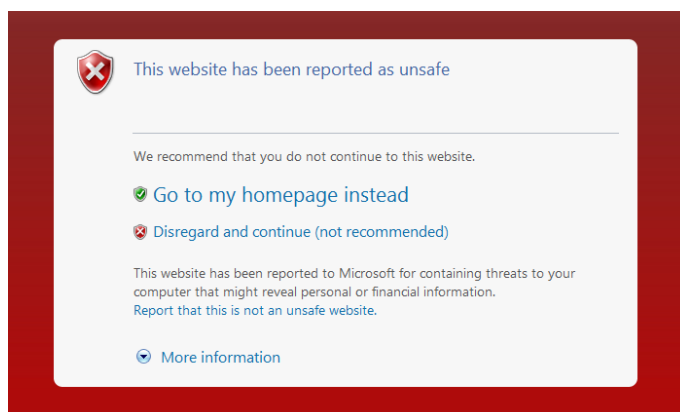 This website has been reported as unsafe
We recommend that you do not continue to this website.
Go to my homepage instead
Disregard and continue (not recommended)
This website has been reported to Microsoft for containing threats to your
computer that might reveal personal or financial information.
Report that this is not an unsafe website.
More information